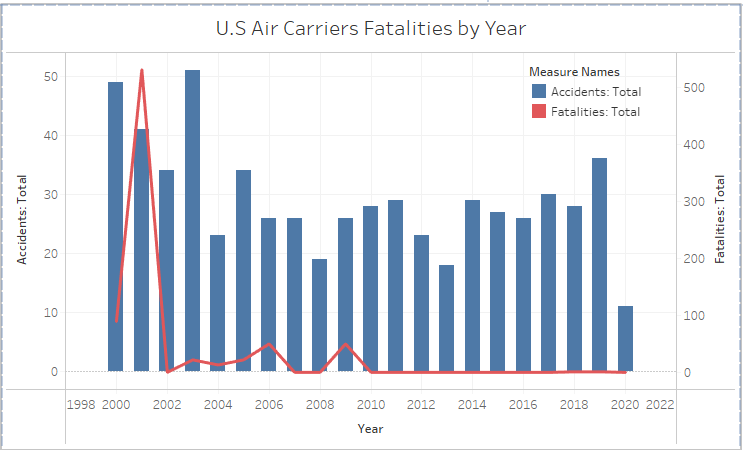 U.S Air Carriers Fatalities by Year
Measure Names
Accidents: Total
Fatalities: Total
50
40
30
20
10
0
Accidents: Total
500
400
300
200
100
0
Fatalities: Total
1998 2000 2002 2004 2006 2008 2010 2012 2014 2016 2018 2020 2022
Year